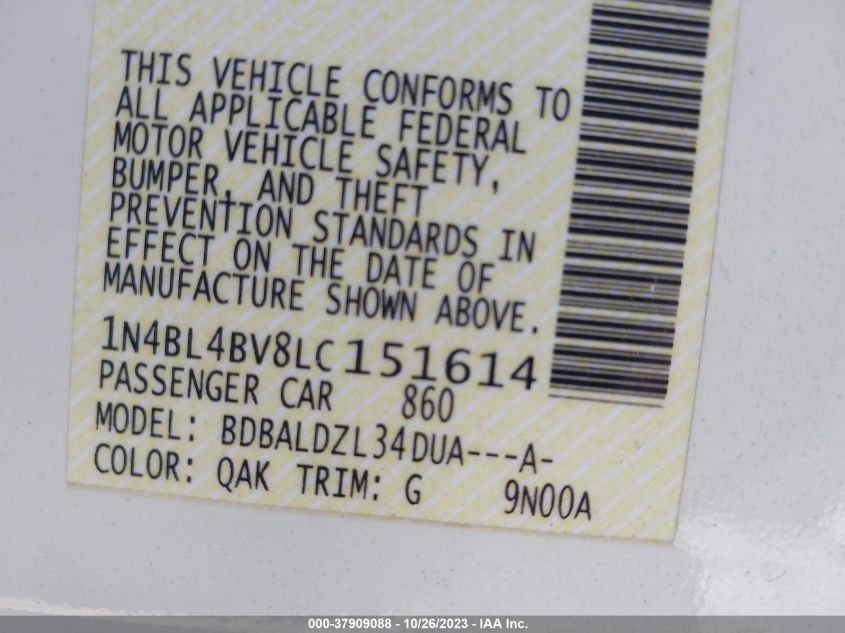 THIS VEHICLE CONFORMS TO
ALL APPLICABLE FEDERAL
MOTOR VEHICLE SAFETY,
BUMPER, AND THEFT
PREVENTION STANDARDS IN
EFFECT ON THE DATE OF
MANUFACTURE SHOWN ABOVE.
1N4BL4BV8LC151614
PASSENGER CAR 860
MODEL: BDBALDZL34DUA---A-
COLOR: QAK TRIM: G 9N00A
000-37909088 - 10/26/2023 - IAA Inc.